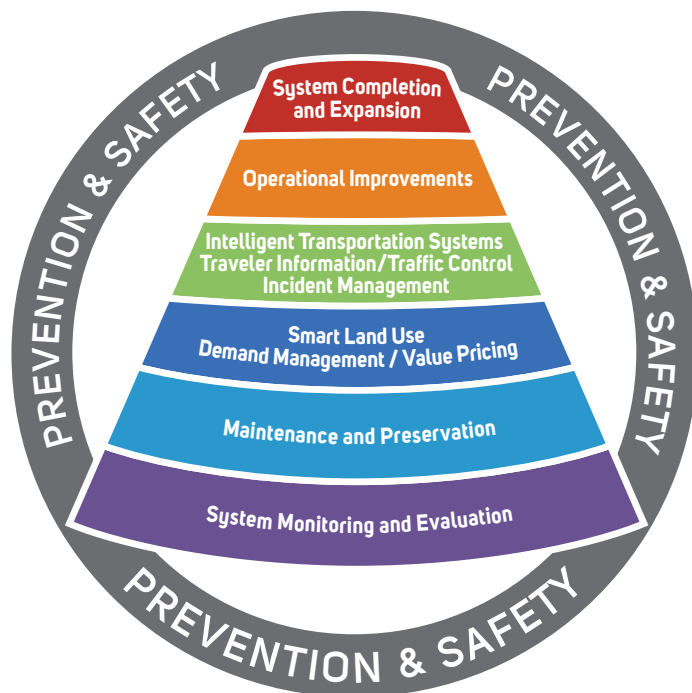 PREVENTION & SAFETY
PREVENTION & SAFETY
System Completion
and Expansion
Operational Improvements
Intelligent Transportation Systems
Traveler Information/Traffic Control
Incident Management
Smart Land Use
Demand Management / Value Pricing
Maintenance and Preservation
System Monitoring and Evaluation
PREVENTION & SAFETY